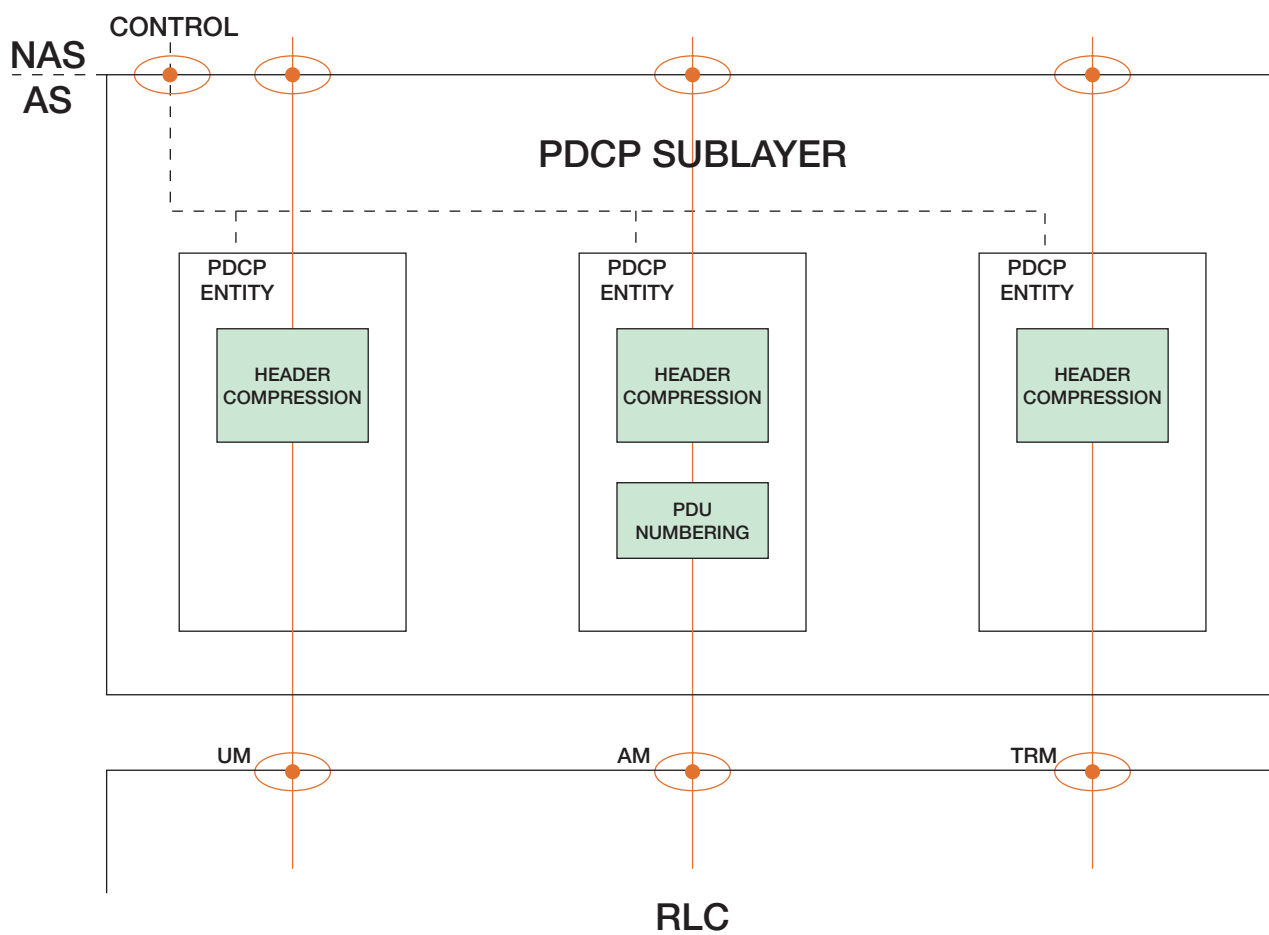 CONTROL
NAS
AS
PDCP SUBLAYER
PDCP
ENTITY
HEADER
COMPRESSION
PDCP
ENTITY
HEADER
COMPRESSION
PDU
NUMBERING
PDCP
ENTITY
HEADER
COMPRESSION
UM
AM
TRM
RLC